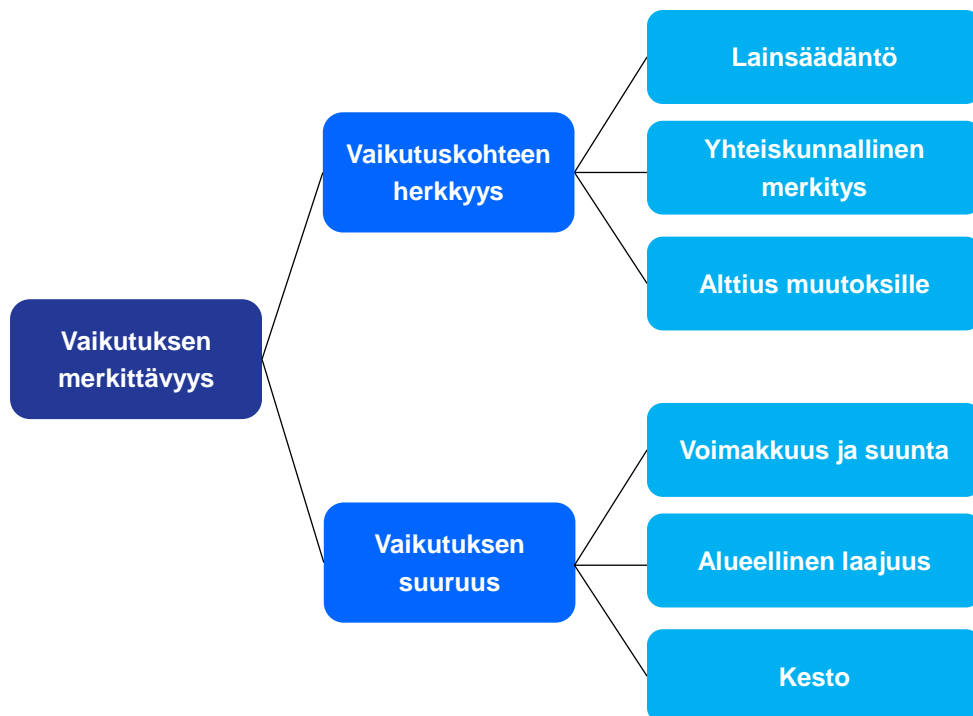 Lainsäädäntö
Vaikutuskohteen
herkkyys
Yhteiskunnallinen
merkitys
Alttius muutoksille
Vaikutuksen
merkittävyys
Voimakkuus ja suunta
Vaikutuksen
suuruus
Alueellinen laajuus
Kesto